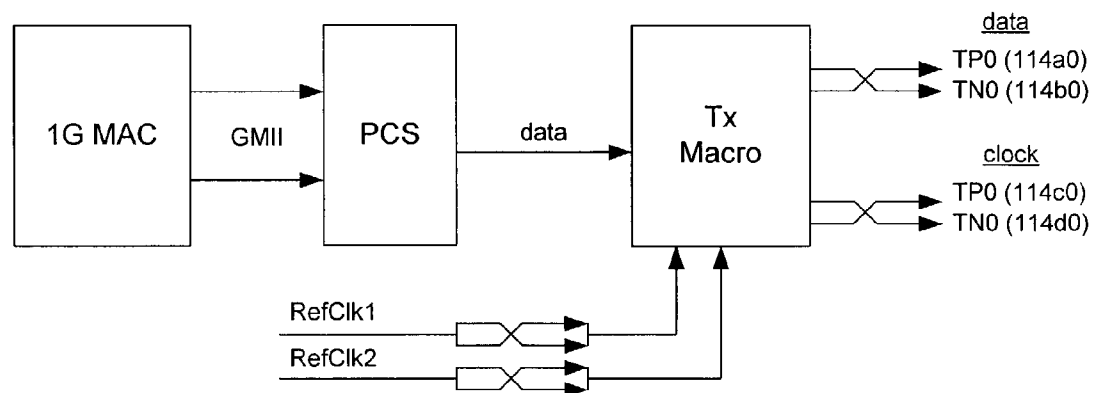 data
TP0 (114a0)
TN0 (114b0)
1G MAC
GMII
PCS
data
Tx
Macro
clock
TP0 (114c0)
TN0 (114d0)
RefClk1
RefClk2